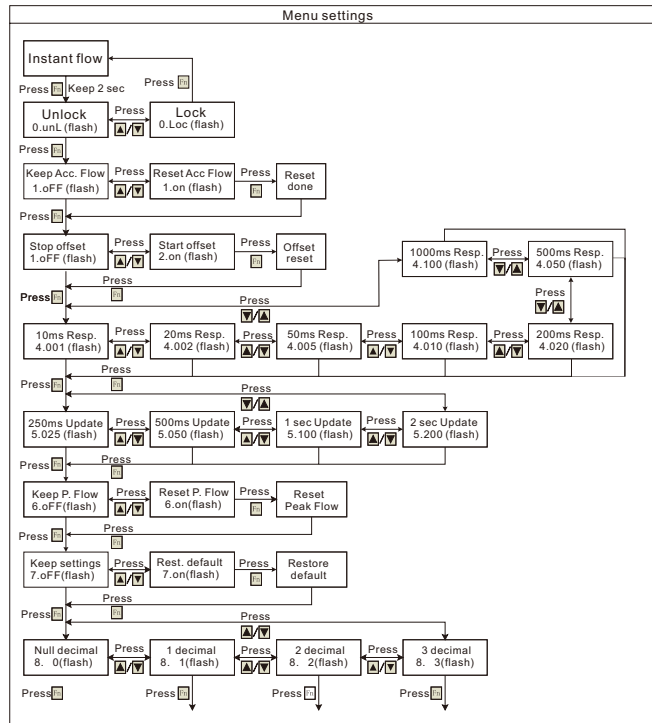 Menu settings
Instant flow
Press Fn Keep 2 sec
Press Fn
Unlock
0.unL (flash)
Press
▲/▼
Lock
0.Loc (flash)
Press Fn
Keep Acc. Flow
1.oFF (flash)
Press
▲/▼
Reset Acc Flow
1.on (flash)
Press
Fn
Reset
done
Press Fn
Stop offset
1.oFF (flash)
Press
▲/▼
Start offset
2.on (flash)
Press
Fn
Offset
reset
1000ms Resp.
4.100 (flash)
Press
▼/▲
500ms Resp.
4.050 (flash)
Press Fn
Press
Fn
Press
▼/▲
Press
▼/▲
10ms Resp.
4.001 (flash)
Press
▲/▼
20ms Resp.
4.002 (flash)
Press
▲/▼
50ms Resp.
4.005 (flash)
Press
▲/▼
100ms Resp.
4.010 (flash)
Press
▲/▼
200ms Resp.
4.020 (flash)
Press Fn
Press
Fn
Press
▼/▲
250ms Update
5.025 (flash)
Press
▲/▼
500ms Update
5.050 (flash)
Press
▲/▼
1 sec Update
5.100 (flash)
Press
▲/▼
2 sec Update
5.200 (flash)
Press Fn
Press
Fn
Keep P. Flow
6.oFF(flash)
Press
▲/▼
Reset P. Flow
6.on(flash)
Press
Fn
Reset
Peak Flow
Press Fn
Press
Fn
Keep settings
7.oFF(flash)
Press
▲/▼
Rest. default
7.on(flash)
Press
Fn
Restore
default
Press Fn
Press
Fn
Press
▲/▼
Null decimal
8. 0(flash)
Press
▲/▼
1 decimal
8. 1(flash)
Press
▲/▼
2 decimal
8. 2(flash)
Press
▲/▼
3 decimal
8. 3(flash)
Press Fn
Press Fn
Press Fn
Press Fn